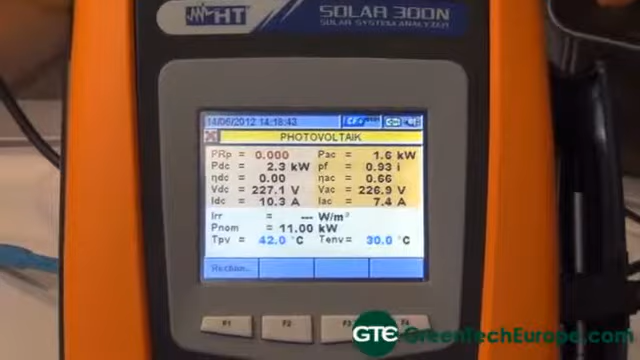 HT
SOLAR 300N
SOLAR SYSTEM ANALYZER
14/06/2012 14:18:43
PHOTOVOLTAIK
PRp = 0.000 Pac = 1.6 kW
Pdc = 2.3 kW pf = 0.93 i
ηdc = 0.00 ηac = 0.66
Vdc = 227.1 V Vac = 226.9 V
Idc = 10.3 A Iac = 7.4 A
Irr = --- W/m²
Pnom = 11.00 kW
Tpv = 42.0 °C Tenv = 30.0 °C
F1 F2 F3 F4
GTE GreenTechEurope.com